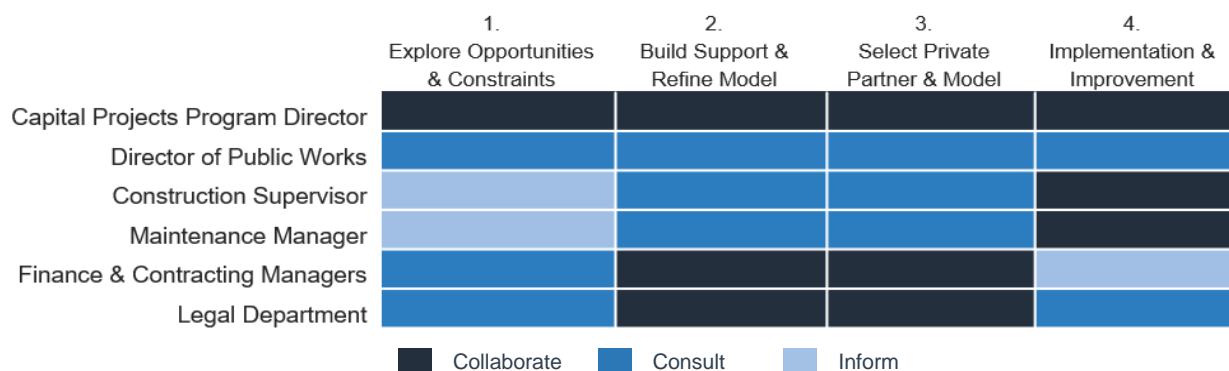 1. 2. 3. 4.
Explore Opportunities Build Support & Select Private Implementation &
& Constraints Refine Model Partner & Model Improvement
Capital Projects Program Director
Director of Public Works
Construction Supervisor
Maintenance Manager
Finance & Contracting Managers
Legal Department
Collaborate Consult Inform